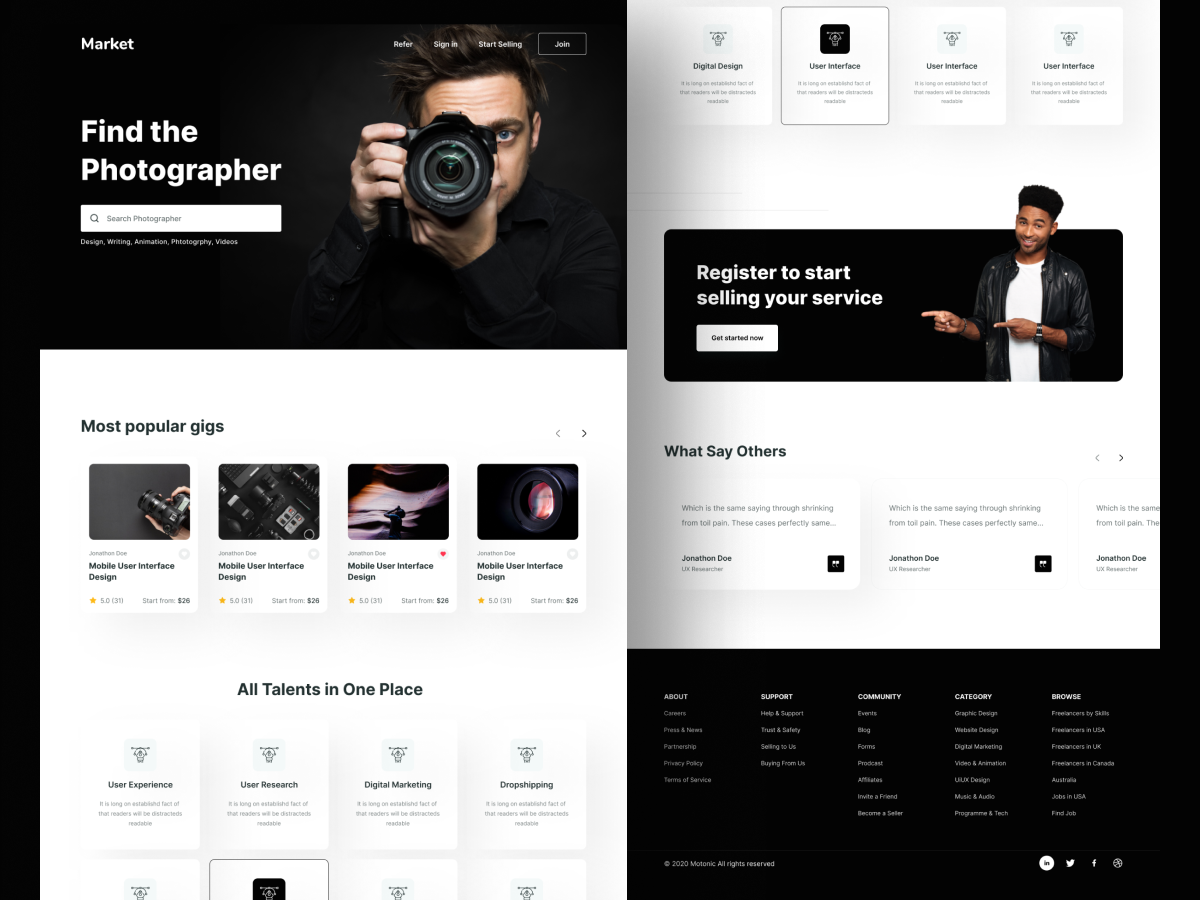 Market
Refer
Sign in
Start Selling
Join
Find the
Photographer
Search Photographer
Design, Writing, Animation, Phtotogrphy, Videos
Most popular gigs
Jonathon Doe
Mobile User Interface
Design
5.0 (31)
Start from: $26
Jonathon Doe
Mobile User Interface
Design
5.0 (31)
Start from: $26
Jonathon Doe
Mobile User Interface
Design
5.0 (31)
Start from: $26
Jonathon Doe
Mobile User Interface
Design
5.0 (31)
Start from: $26
All Talents in One Place
User Experience
It is long on establishd fact of
that readers will be distracteds
readable
User Research
It is long on establishd fact of
that readers will be distracteds
readable
Digital Marketing
It is long on establishd fact of
that readers will be distracteds
readable
Dropshipping
It is long on establishd fact of
that readers will be distracteds
readable
Digital Design
It is long on establishd fact of
that readers will be distracteds
readable
User Interface
It is long on establishd fact of
that readers will be distracteds
readable
User Interface
It is long on establishd fact of
that readers will be distracteds
readable
User Interface
It is long on establishd fact of
that readers will be distracteds
readable
Register to start
selling your service
Get started now
What Say Others
Which is the same saying through shrinking
from toil pain. These cases perfectly same...
Jonathon Doe
UX Researcher
Which is the same saying through shrinking
from toil pain. These cases perfectly same...
Jonathon Doe
UX Researcher
Which is the same
from toil pain. The
Jonathon Doe
UX Researcher
ABOUT
Careers
Press & News
Partnership
Privacy Policy
Terms of Service
SUPPORT
Help & Support
Trust & Safety
Selling to Us
Buying From Us
COMMUNITY
Events
Blog
Forms
Prodcast
Affiliates
Invite a Friend
Become a Seller
CATEGORY
Graphic Design
Website Design
Digital Marketing
Video & Animation
UiUX Design
Music & Audio
Programme & Tech
BROWSE
Freelancers by Skills
Freelancers in USA
Freelancers in UK
Freelancers in Canada
Australia
Jobs in USA
Find Job
© 2020 Motonic All rights reserved
in